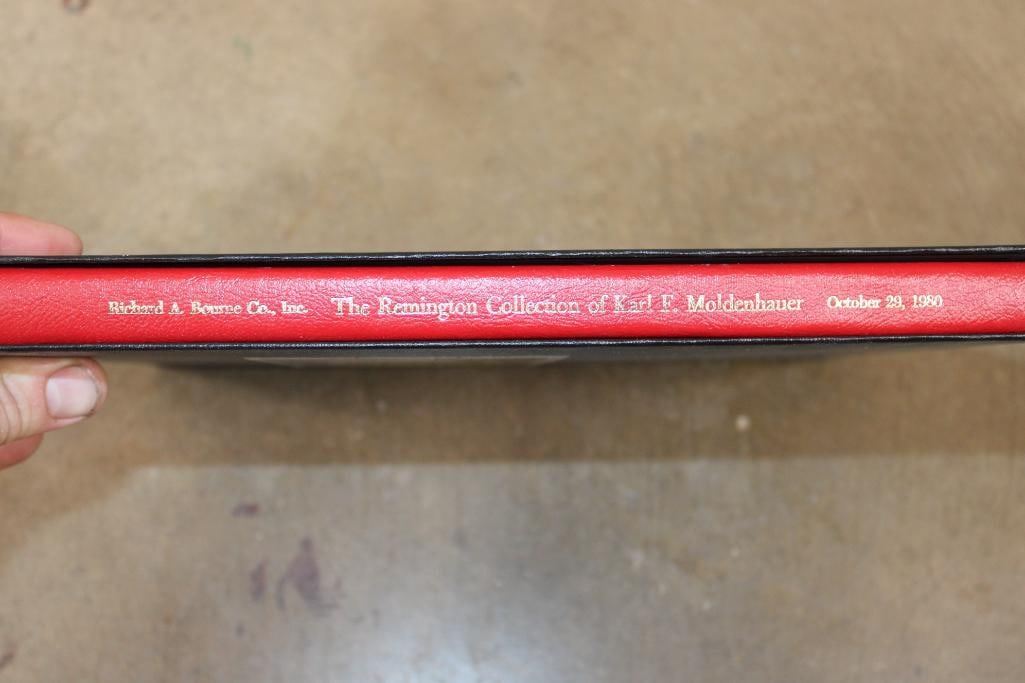 Richard A. Bourne Co., Inc. The Remington Collection of Karl F. Moldenhauer October 29, 1980